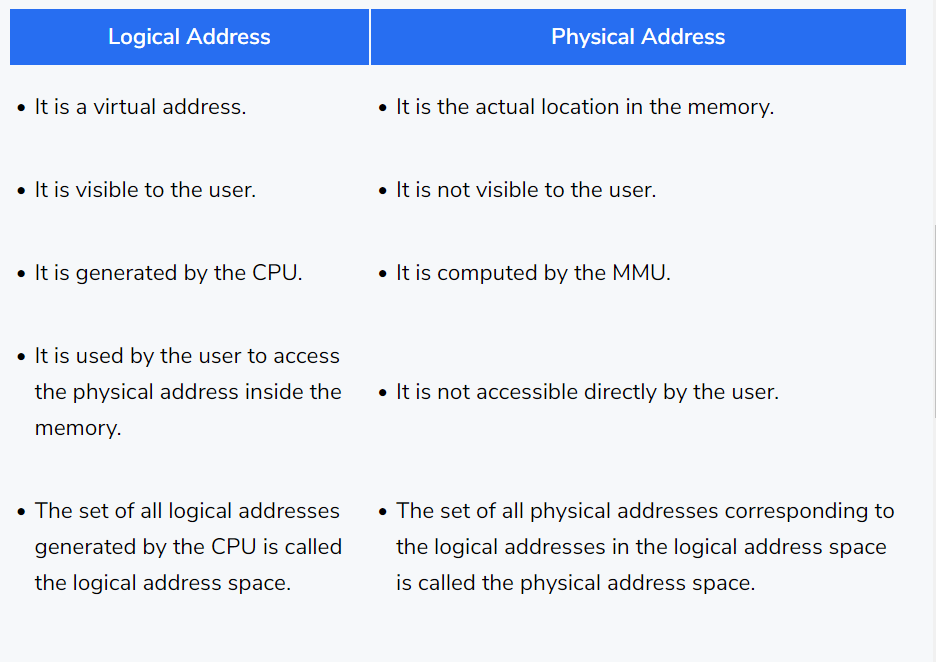 Logical Address
Physical Address
• It is a virtual address.
• It is the actual location in the memory.
• It is visible to the user.
• It is not visible to the user.
• It is generated by the CPU.
• It is computed by the MMU.
• It is used by the user to access
the physical address inside the
memory.
• It is not accessible directly by the user.
• The set of all logical addresses
generated by the CPU is called
the logical address space.
• The set of all physical addresses corresponding to
the logical addresses in the logical address space
is called the physical address space.